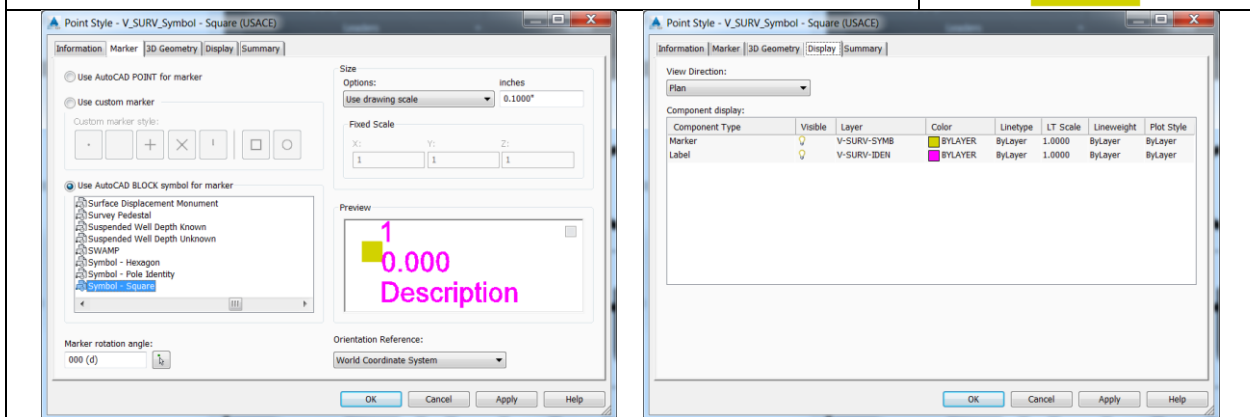 Point Style - V_SURV_Symbol - Square (USACE)
Information Marker 3D Geometry Display Summary
Use AutoCAD POINT for marker
Use custom marker
Custom marker style:
Use AutoCAD BLOCK symbol for marker
Surface Displacement Monument
Survey Pedestal
Suspended Well Depth Known
Suspended Well Depth Unknown
SWAMP
Symbol - Hexagon
Symbol - Pole Identity
Symbol - Square
Marker rotation angle:
000 (d)
Size
Options: inches
Use drawing scale 0.1000"
Fixed Scale
X: Y: Z:
1 1 1
Preview
1
0.000
Description
Orientation Reference:
World Coordinate System
OK Cancel Apply Help
Point Style - V_SURV_Symbol - Square (USACE)
Information Marker 3D Geometry Display Summary
View Direction:
Plan
Component display:
Component Type Visible Layer Color Linetype LT Scale Lineweight Plot Style
Marker V-SURV-SYMB BYLAYER ByLayer 1.0000 ByLayer ByLayer
Label V-SURV-IDEN BYLAYER ByLayer 1.0000 ByLayer ByLayer
OK Cancel Apply Help